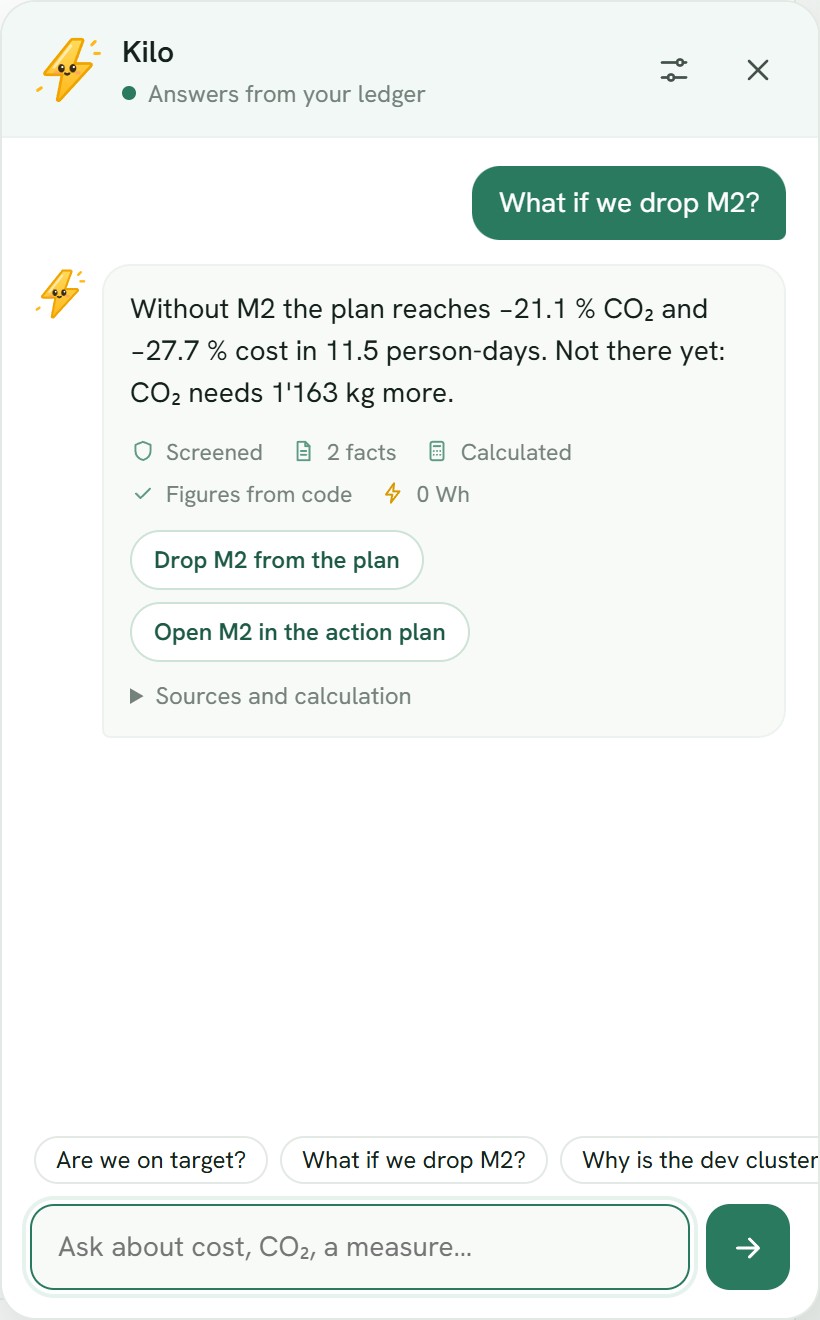 Kilo
Answers from your ledger
What if we drop M2?
Without M2 the plan reaches −21.1 % CO₂ and
−27.7 % cost in 11.5 person-days. Not there yet:
CO₂ needs 1'163 kg more.
Screened 2 facts Calculated
Figures from code 0 Wh
Drop M2 from the plan
Open M2 in the action plan
Sources and calculation
Are we on target? What if we drop M2? Why is the dev cluster
Ask about cost, CO₂, a measure...